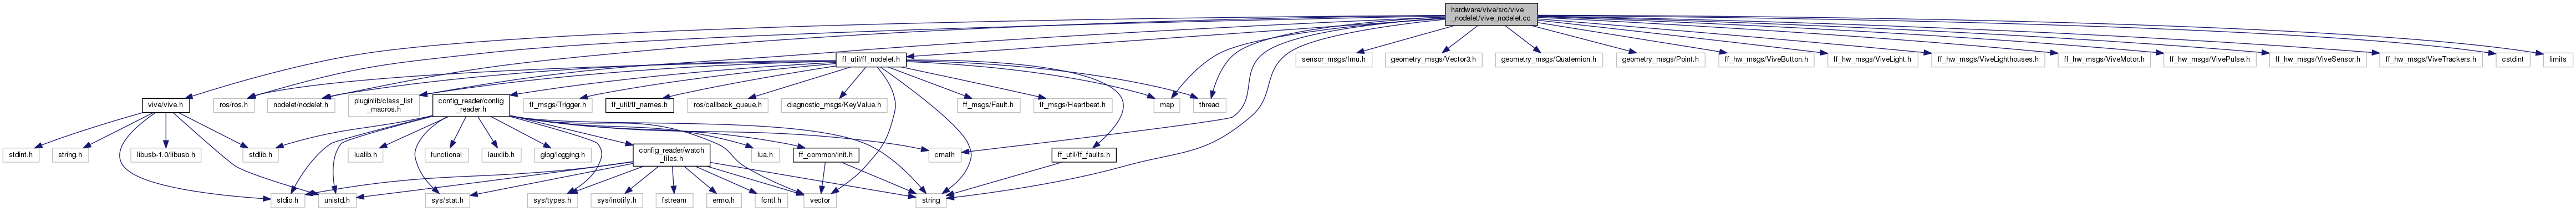 hardware/vive/src/vive
_nodelet/vive_nodelet.cc
ff_util/ff_nodelet.h
sensor_msgs/Imu.h
geometry_msgs/Vector3.h
geometry_msgs/Quaternion.h
geometry_msgs/Point.h
ff_hw_msgs/ViveButton.h
ff_hw_msgs/ViveLight.h
ff_hw_msgs/ViveLighthouses.h
ff_hw_msgs/ViveMotor.h
ff_hw_msgs/VivePulse.h
ff_hw_msgs/ViveSensor.h
ff_hw_msgs/ViveTrackers.h
cstdint
limits
vive/vive.h
ros/ros.h
nodelet/nodelet.h
pluginlib/class_list
_macros.h
config_reader/config
_reader.h
ff_msgs/Trigger.h
ff_util/ff_names.h
ros/callback_queue.h
diagnostic_msgs/KeyValue.h
ff_msgs/Fault.h
ff_msgs/Heartbeat.h
map
thread
stdint.h
string.h
libusb-1.0/libusb.h
stdlib.h
lualib.h
functional
lauxlib.h
glog/logging.h
config_reader/watch
_files.h
lua.h
ff_common/init.h
cmath
ff_util/ff_faults.h
stdio.h
unistd.h
sys/stat.h
sys/types.h
sys/inotify.h
fstream
errno.h
fcntl.h
vector
string